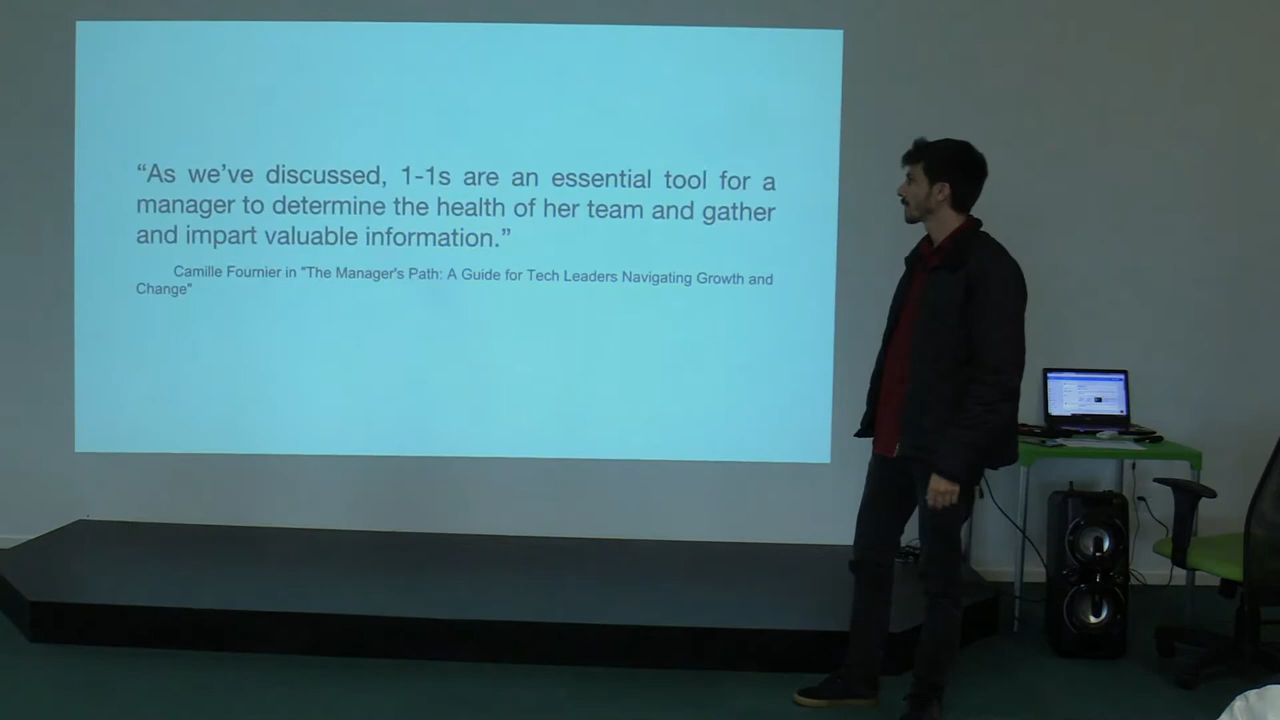 “As we’ve discussed, 1-1s are an essential tool for a
manager to determine the health of her team and gather
and impart valuable information.”
Camille Fournier in "The Manager's Path: A Guide for Tech Leaders Navigating Growth and
Change"